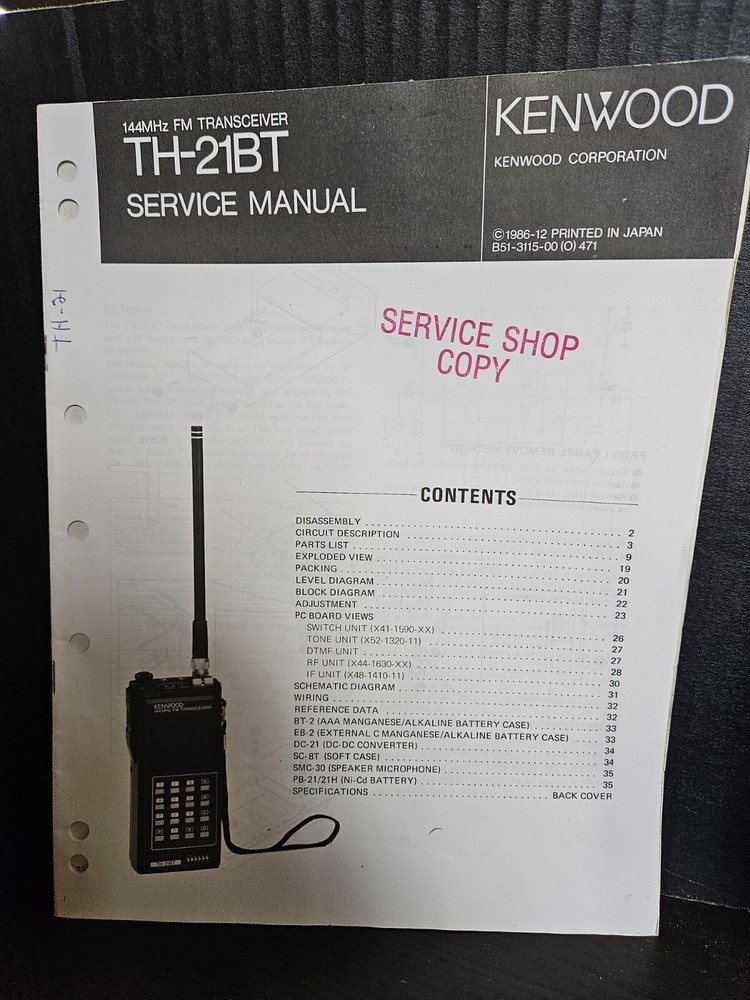 144MHz FM TRANSCEIVER
TH-21BT
SERVICE MANUAL
KENWOOD
KENWOOD CORPORATION
©1986-12 PRINTED IN JAPAN
B51-3115-00 (O) 471
TH-21
SERVICE SHOP
COPY
CONTENTS
DISASSEMBLY 2
CIRCUIT DESCRIPTION 3
PARTS LIST 9
EXPLODED VIEW 19
PACKING 20
LEVEL DIAGRAM 21
BLOCK DIAGRAM 22
ADJUSTMENT 23
PC BOARD VIEWS
SWITCH UNIT (X41-1590-XX) 26
TONE UNIT (X52-1320-11) 27
DTMF UNIT 27
RF UNIT (X44-1630-XX) 28
IF UNIT (X48-1410-11) 30
SCHEMATIC DIAGRAM 31
WIRING 32
REFERENCE DATA 32
BT-2 (AAA MANGANESE/ALKALINE BATTERY CASE) 33
EB-2 (EXTERNAL C MANGANESE/ALKALINE BATTERY CASE) 33
DC-21 (DC-DC CONVERTER) 34
SC-8T (SOFT CASE) 34
SMC-30 (SPEAKER MICROPHONE) 35
PB-21/21H (Ni-Cd BATTERY) 35
SPECIFICATIONS BACK COVER
KENWOOD
144MHz FM TRANSCEIVER
TH-21BT